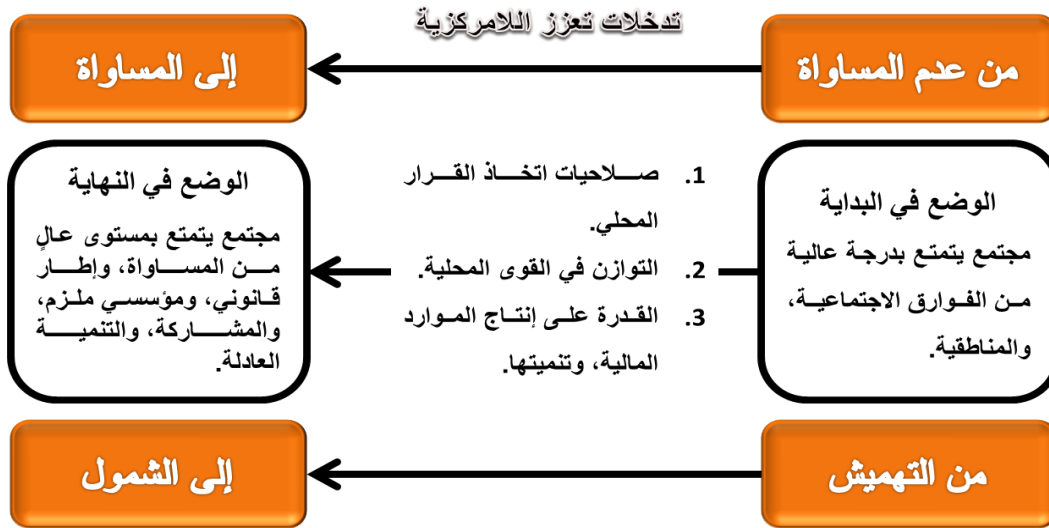 تدخلات تعزز اللامركزية
من عدم المساواة
إلى المساواة
الوضع في البداية
مجتمع يتمتع بدرجة عالية
من الفوارق الاجتماعية،
والمناطقية.
1. صلاحيات اتخاذ القرار
المحلي.
2. التوازن في القوى المحلية.
3. القدرة على إنتاج الموارد
المالية، وتنميتها.
الوضع في النهاية
مجتمع يتمتع بمستوى عالٍ
من المساواة، وإطار
قانوني، ومؤسسي ملزم،
والمشاركة، والتنمية
العادلة.
من التهميش
إلى الشمول